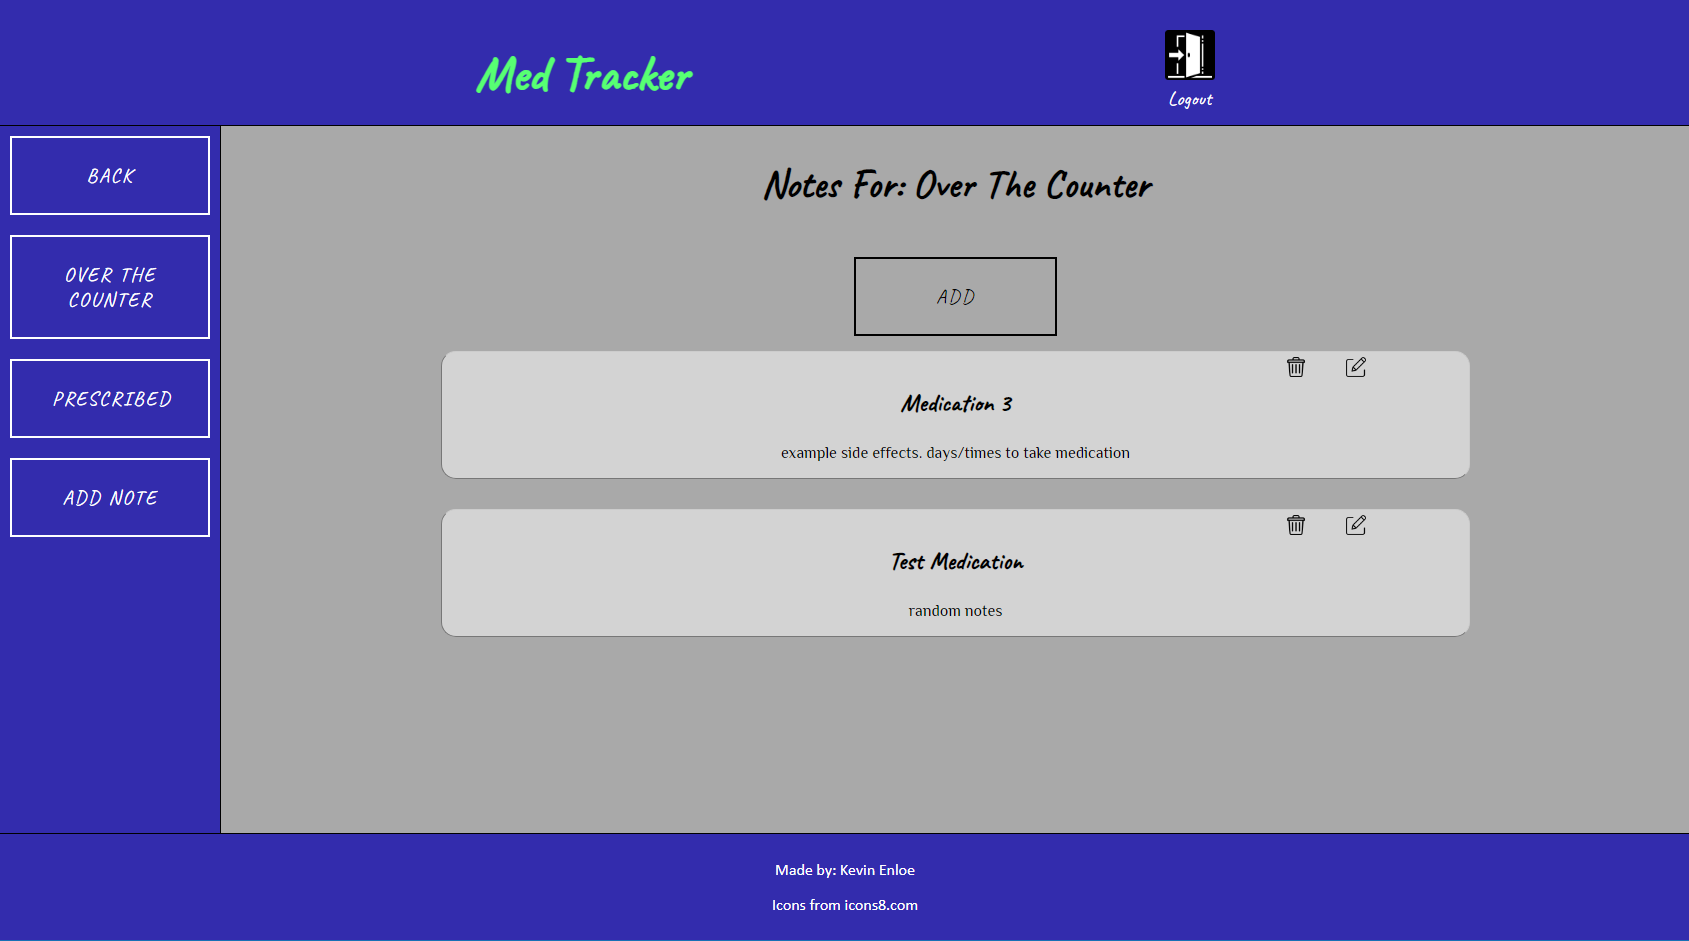 Med Tracker
Logout
BACK
OVER THE
COUNTER
PRESCRIBED
ADD NOTE
Notes For: Over The Counter
ADD
Medication 3
example side effects. days/times to take medication
Test Medication
random notes
Made by: Kevin Enloe
Icons from icons8.com